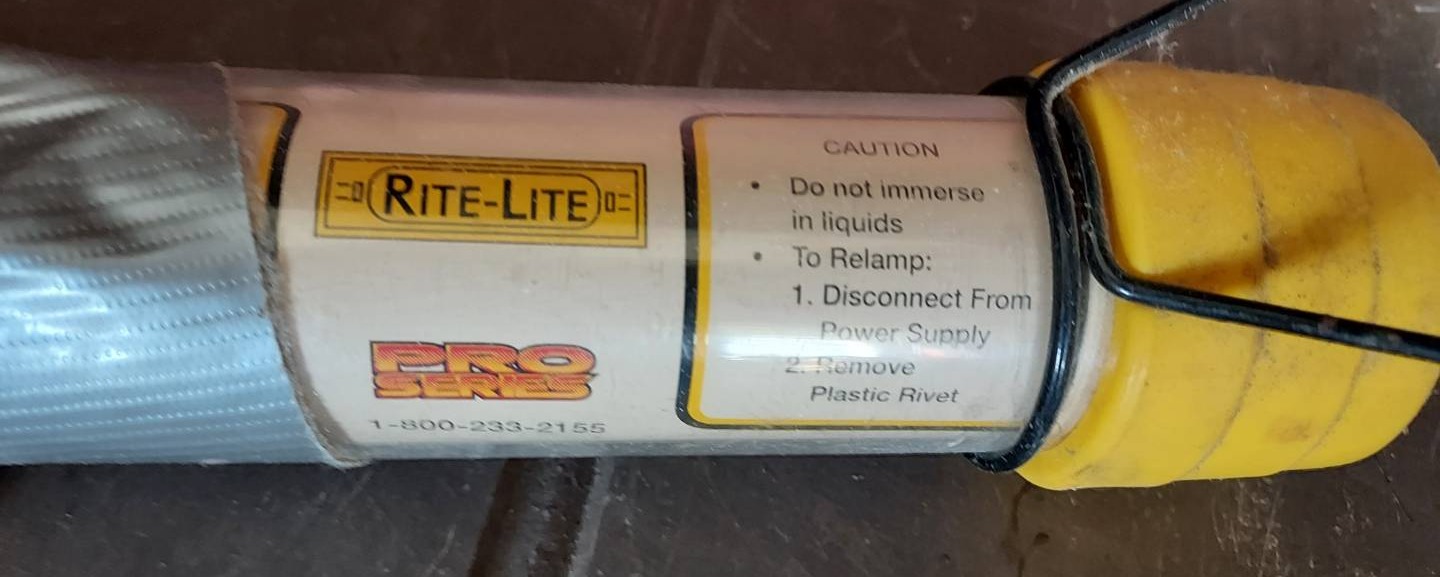 RITE-LITE
PRO
SERIES
1-800-233-2155
CAUTION
• Do not immerse
in liquids
• To Relamp:
1. Disconnect From
Power Supply
2. Remove
Plastic Rivet